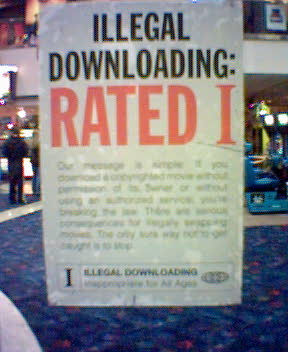 ILLEGAL
DOWNLOADING:
RATED I
Our message is simple: If you
download a copyrighted movie without
permission of its owner or without
using an authorized service, you're
breaking the law. There are serious
consequences for illegally swapping
movies. The only sure way not to get
caught is to stop.
I ILLEGAL DOWNLOADING
Inappropriate for All Ages